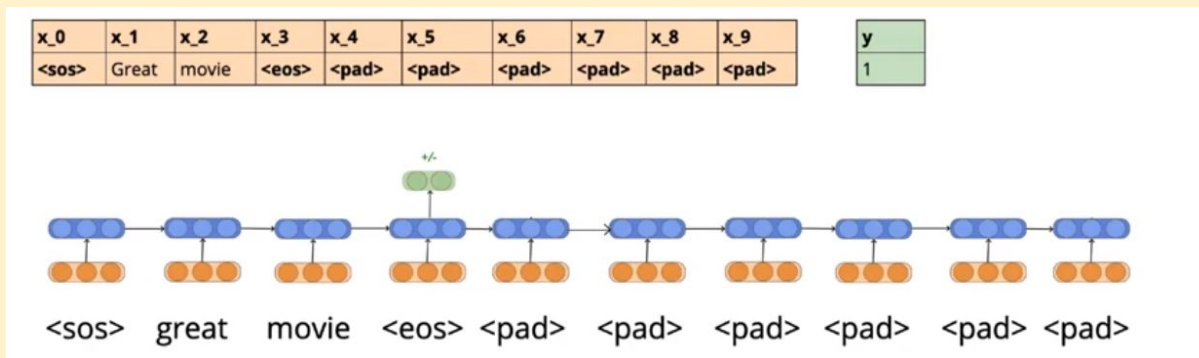 x_0 x_1 x_2 x_3 x_4 x_5 x_6 x_7 x_8 x_9 y
<sos> Great movie <eos> <pad> <pad> <pad> <pad> <pad> <pad> 1
+/-
<sos> great movie <eos> <pad> <pad> <pad> <pad> <pad> <pad>